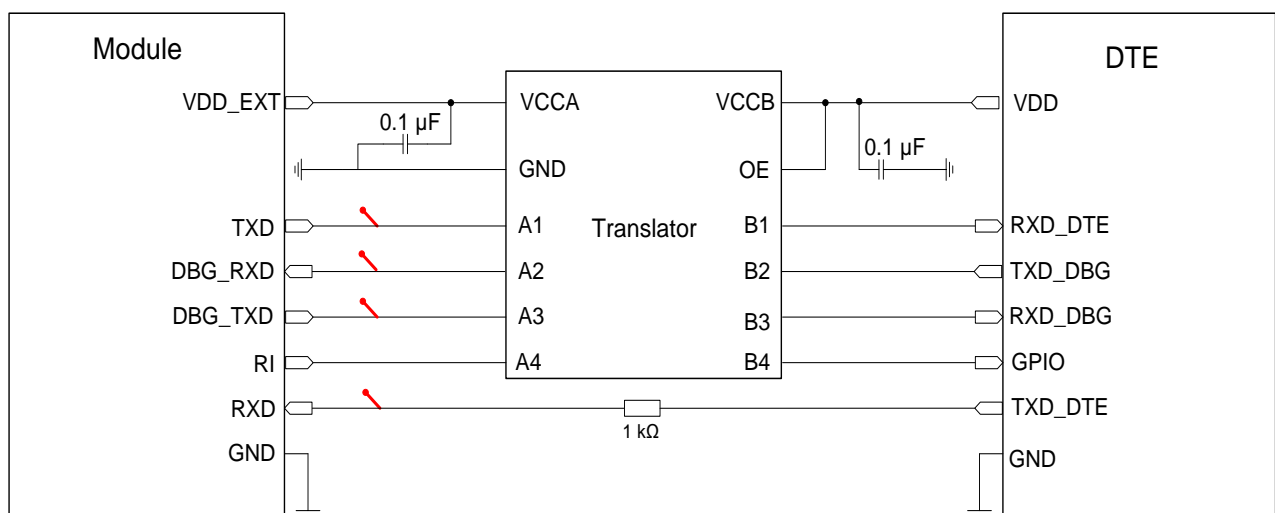 Module
DTE
VDD_EXT
VCCA
VCCB
VDD
0.1 µF
0.1 µF
GND
OE
TXD
A1
Translator
B1
RXD_DTE
DBG_RXD
A2
B2
TXD_DBG
DBG_TXD
A3
B3
RXD_DBG
RI
A4
B4
GPIO
RXD
TXD_DTE
1 kΩ
GND
GND